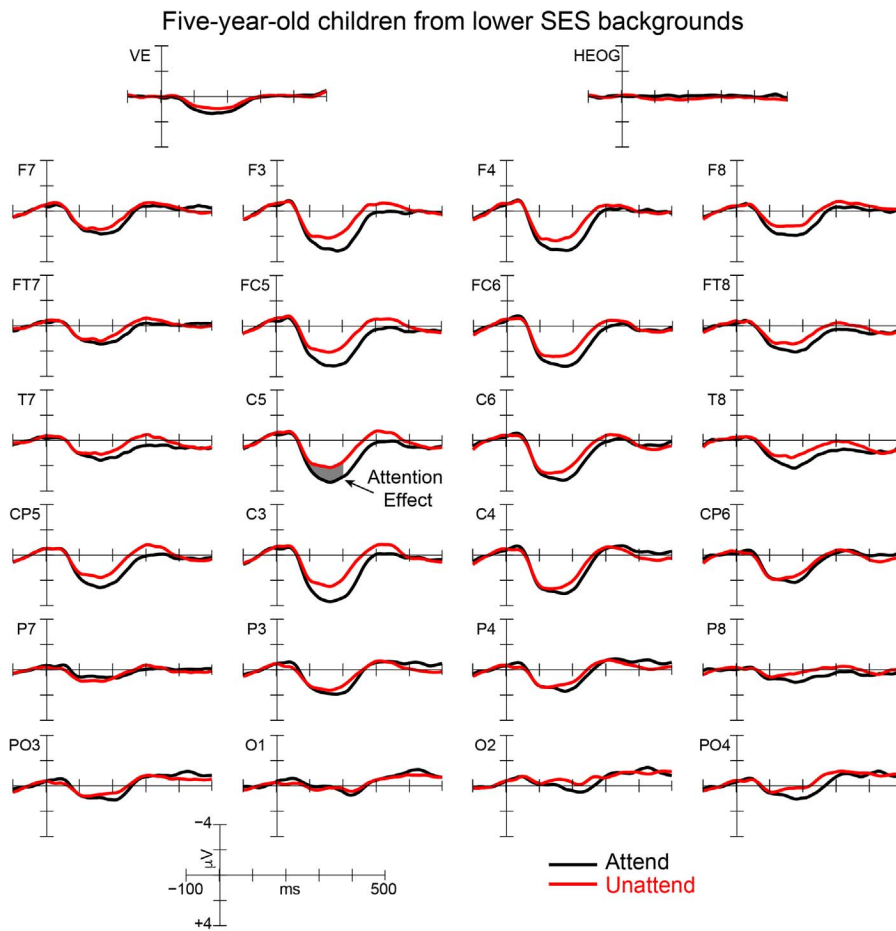 Five-year-old children from lower SES backgrounds
VE
HEOG
F7
F3
F4
F8
FT7
FC5
FC6
FT8
T7
C5
C6
T8
Attention
Effect
CP5
C3
C4
CP6
P7
P3
P4
P8
PO3
O1
O2
PO4
−4
μV
−100
ms
500
+4
Attend
Unattend